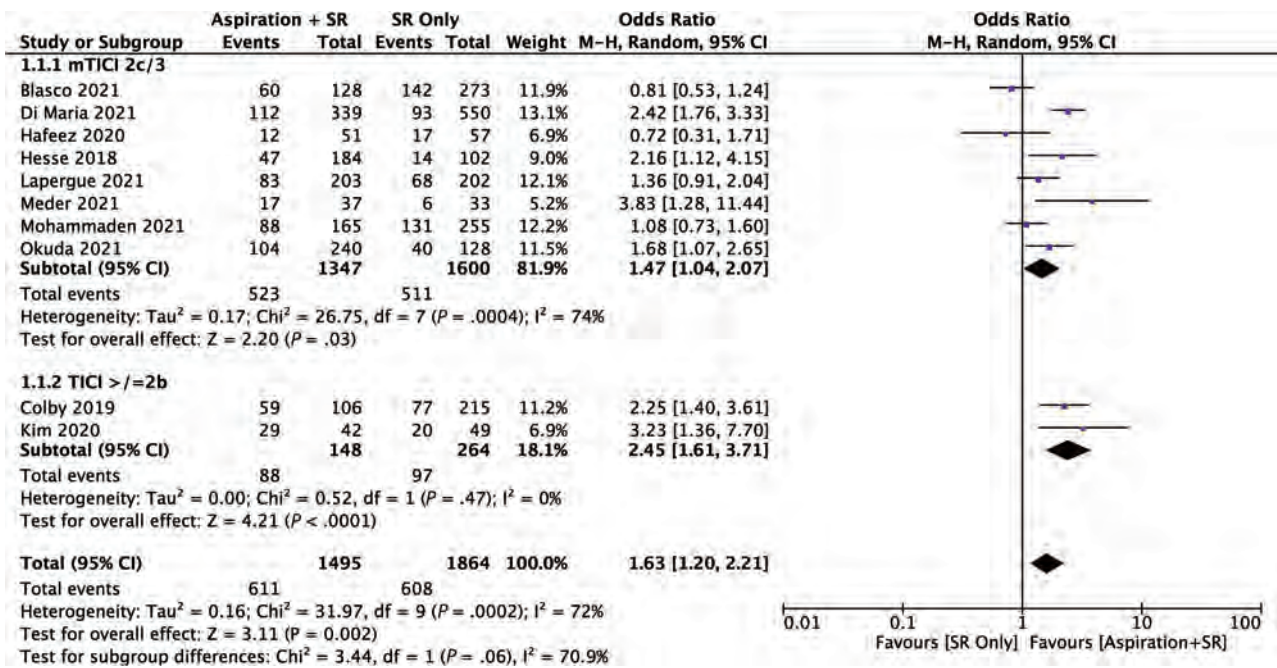 Aspiration + SR SR Only Odds Ratio Odds Ratio
Study or Subgroup Events Total Events Total Weight M-H, Random, 95% CI M-H, Random, 95% CI
1.1.1 mTICI 2c/3
Blasco 2021 60 128 142 273 11.9% 0.81 [0.53, 1.24]
Di Maria 2021 112 339 93 550 13.1% 2.42 [1.76, 3.33]
Hafeez 2020 12 51 17 57 6.9% 0.72 [0.31, 1.71]
Hesse 2018 47 184 14 102 9.0% 2.16 [1.12, 4.15]
Lapergue 2021 83 203 68 202 12.1% 1.36 [0.91, 2.04]
Meder 2021 17 37 6 33 5.2% 3.83 [1.28, 11.44]
Mohammaden 2021 88 165 131 255 12.2% 1.08 [0.73, 1.60]
Okuda 2021 104 240 40 128 11.5% 1.68 [1.07, 2.65]
Subtotal (95% CI) 1347 1600 81.9% 1.47 [1.04, 2.07]
Total events 523 511
Heterogeneity: Tau² = 0.17; Chi² = 26.75, df = 7 (P = .0004); I² = 74%
Test for overall effect: Z = 2.20 (P = .03)
1.1.2 TICI >/=2b
Colby 2019 59 106 77 215 11.2% 2.25 [1.40, 3.61]
Kim 2020 29 42 20 49 6.9% 3.23 [1.36, 7.70]
Subtotal (95% CI) 148 264 18.1% 2.45 [1.61, 3.71]
Total events 88 97
Heterogeneity: Tau² = 0.00; Chi² = 0.52, df = 1 (P = .47); I² = 0%
Test for overall effect: Z = 4.21 (P < .0001)
Total (95% CI) 1495 1864 100.0% 1.63 [1.20, 2.21]
Total events 611 608
Heterogeneity: Tau² = 0.16; Chi² = 31.97, df = 9 (P = .0002); I² = 72%
Test for overall effect: Z = 3.11 (P = 0.002)
Test for subgroup differences: Chi² = 3.44, df = 1 (P = .06), I² = 70.9%
0.01 0.1 1 10 100
Favours [SR Only] Favours [Aspiration+SR]